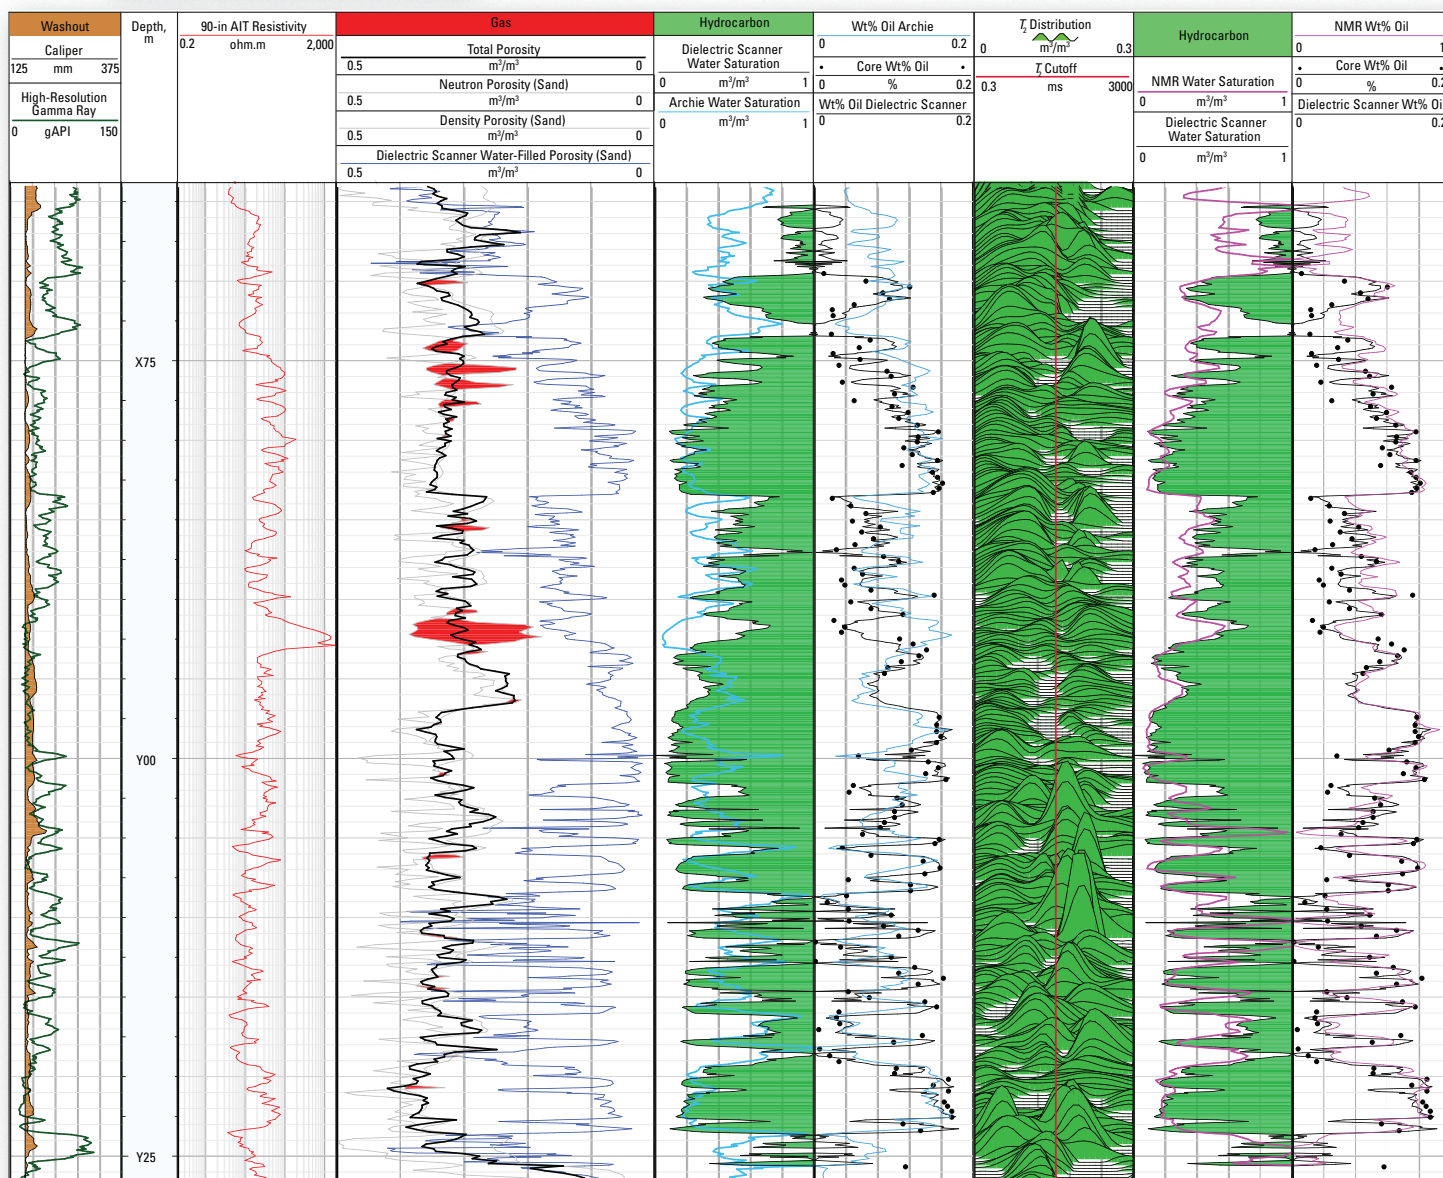 Washout
Caliper
125 mm 375
High-Resolution
Gamma Ray
0 gAPI 150
Depth,
m
90-in AIT Resistivity
0.2 ohm.m 2,000
Gas
Total Porosity
0.5 m³/m³ 0
Neutron Porosity (Sand)
0.5 m³/m³ 0
Density Porosity (Sand)
0.5 m³/m³ 0
Dielectric Scanner Water-Filled Porosity (Sand)
0.5 m³/m³ 0
Hydrocarbon
Dielectric Scanner
Water Saturation
0 m³/m³ 1
Archie Water Saturation
0 m³/m³ 1
Wt% Oil Archie
0 0.2
Core Wt% Oil
0 % 0.2
Wt% Oil Dielectric Scanner
0 0.2
T₂ Distribution
0 m³/m³ 0.3
T₂ Cutoff
0.3 ms 3000
Hydrocarbon
NMR Water Saturation
0 m³/m³ 1
Dielectric Scanner
Water Saturation
0 m³/m³ 1
NMR Wt% Oil
0 1
Core Wt% Oil
0 % 0.2
Dielectric Scanner Wt% Oi
0 0.2
X75
Y00
Y25